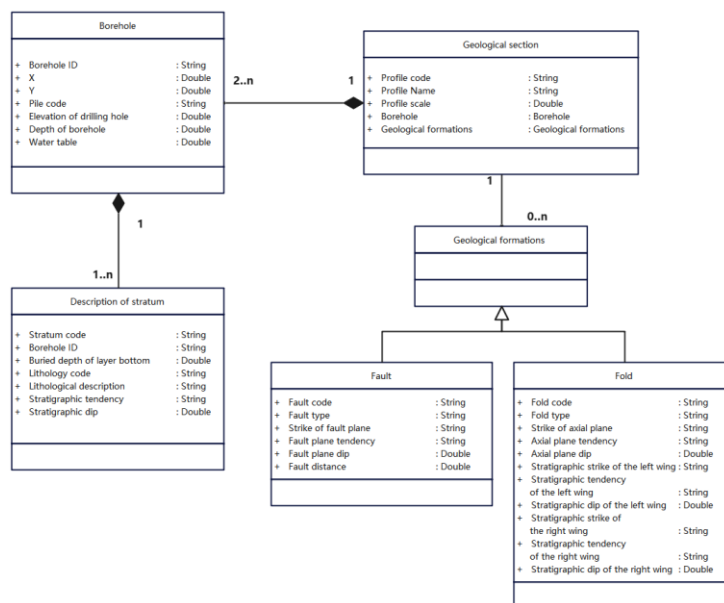 Borehole
+ Borehole ID : String
+ X : Double
+ Y : Double
+ Pile code : String
+ Elevation of drilling hole : Double
+ Depth of borehole : Double
+ Water table : Double
2..n
1
Geological section
+ Profile code : String
+ Profile Name : String
+ Profile scale : Double
+ Borehole : Borehole
+ Geological formations : Geological formations
1
0..n
Geological formations
1
1..n
Description of stratum
+ Stratum code : String
+ Borehole ID : String
+ Buried depth of layer bottom : Double
+ Lithology code : String
+ Lithological description : String
+ Stratigraphic tendency : String
+ Stratigraphic dip : Double
Fault
+ Fault code : String
+ Fault type : String
+ Strike of fault plane : String
+ Fault plane tendency : String
+ Fault plane dip : Double
+ Fault distance : Double
Fold
+ Fold code : String
+ Fold type : String
+ Strike of axial plane : String
+ Axial plane tendency : String
+ Axial plane dip : Double
+ Stratigraphic strike of the left wing : String
+ Stratigraphic tendency
of the left wing : String
+ Stratigraphic dip of the left wing : Double
+ Stratigraphic strike of
the right wing : String
+ Stratigraphic tendency
of the right wing : String
+ Stratigraphic dip of the right wing : Double